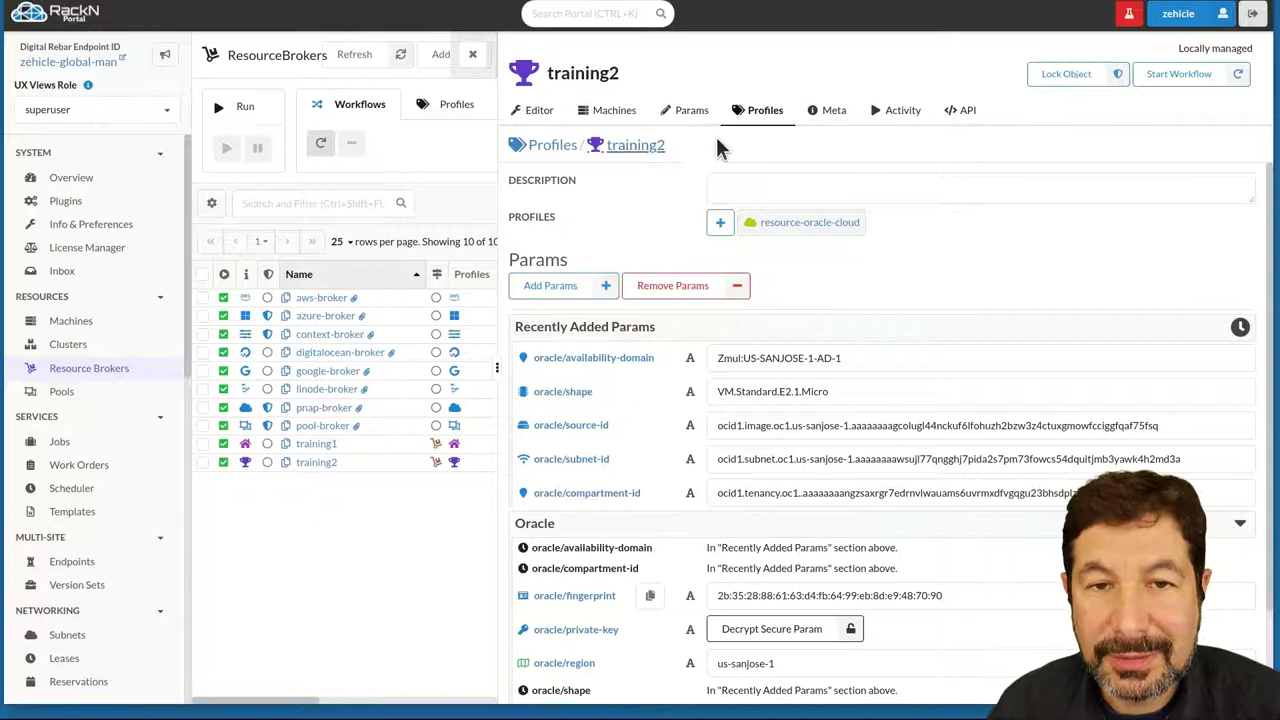 RackN
Portal
Search Portal (CTRL+K)
zehicle
Digital Rebar Endpoint ID
zehicle-global-man
UX Views Role
superuser
SYSTEM
Overview
Plugins
Info & Preferences
License Manager
Inbox
RESOURCES
Machines
Clusters
Resource Brokers
Pools
SERVICES
Jobs
Work Orders
Scheduler
Templates
MULTI-SITE
Endpoints
Version Sets
NETWORKING
Subnets
Leases
Reservations
ResourceBrokers
Refresh
Add
Run
Workflows
Profiles
Search and Filter (Ctrl+Shift+F).
1
25 rows per page. Showing 10 of 10
Name
Profiles
aws-broker
azure-broker
context-broker
digitalocean-broker
google-broker
linode-broker
pnap-broker
pool-broker
training1
training2
Locally managed
training2
Lock Object
Start Workflow
Editor
Machines
Params
Profiles
Meta
Activity
API
Profiles / training2
DESCRIPTION
PROFILES
resource-oracle-cloud
Params
Add Params
Remove Params
Recently Added Params
oracle/availability-domain A Zmul:US-SANJOSE-1-AD-1
oracle/shape A VM.Standard.E2.1.Micro
oracle/source-id A ocid1.image.oc1.us-sanjose-1.aaaaaaaagcolugl44nckuf6lfohuzh2bzw3z4ctuxgmowfcciggfqaf75fsq
oracle/subnet-id A ocid1.subnet.oc1.us-sanjose-1.aaaaaaaawsujl77qngghj7pida2s7pm73fowcs54dquitjmb3yawk4h2md3a
oracle/compartment-id A ocid1.tenancy.oc1..aaaaaaaangzsaxrgr7edrnvlwauams6uvrmxdfvgqgu23bhsdpl
Oracle
oracle/availability-domain In "Recently Added Params" section above.
oracle/compartment-id In "Recently Added Params" section above.
oracle/fingerprint A 2b:35:28:88:61:63:d4:fb:64:99:eb:8d:e9:48:70:90
oracle/private-key A Decrypt Secure Param
oracle/region A us-sanjose-1
oracle/shape In "Recently Added Params" section above.